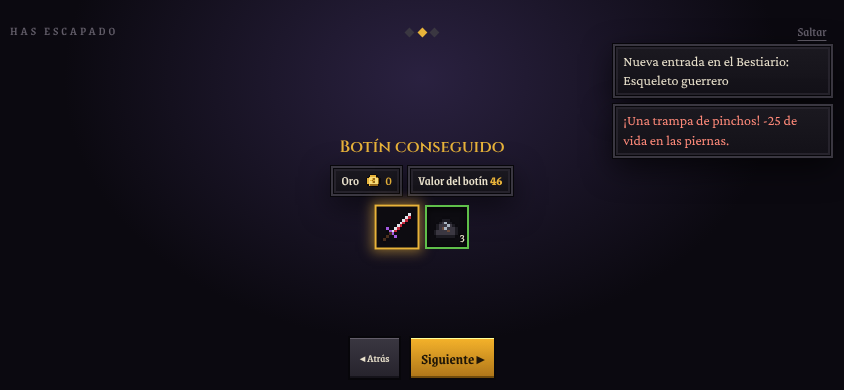 HAS ESCAPADO
Saltar
Nueva entrada en el Bestiario:
Esqueleto guerrero
¡Una trampa de pinchos! -25 de
vida en las piernas.
Botín conseguido
Oro 0
Valor del botín 46
3
◂ Atrás
Siguiente ▸